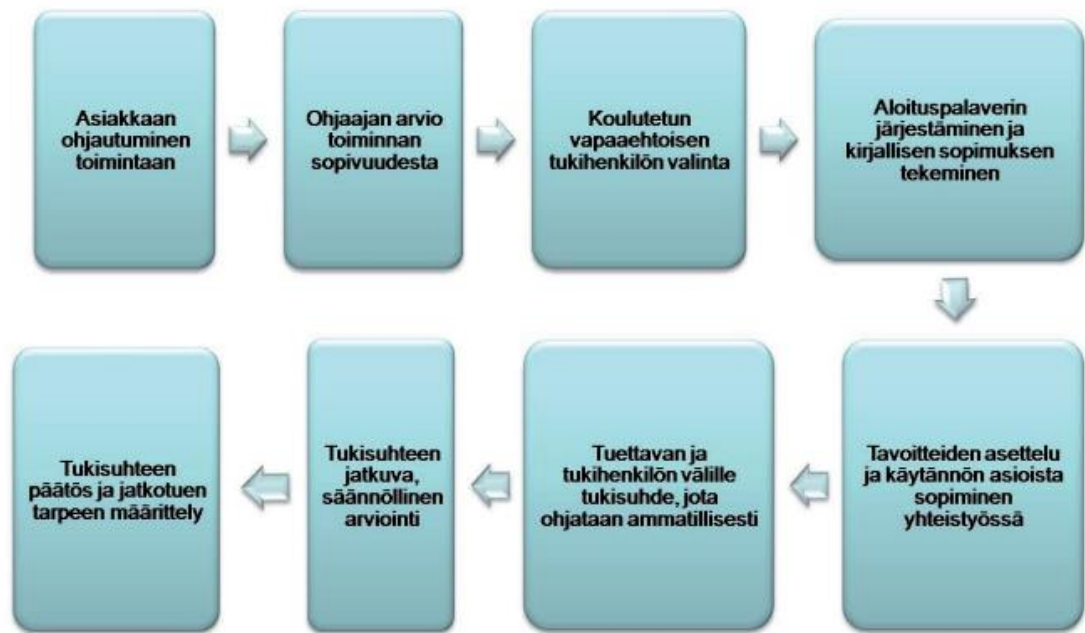 Asiakkaan
ohjautuminen
toimintaan
Ohjaajan arvio
toiminnan
sopivuudesta
Koulutetun
vapaaehtoisen
tukihenkilön valinta
Aloituspalaverin
järjestäminen ja
kirjallisen sopimuksen
tekeminen
Tavoitteiden asettelu
ja käytännön asioista
sopiminen
yhteistyössä
Tuettavan ja
tukihenkilön välille
tukisuhde, jota
ohjataan ammatillisesti
Tukisuhteen
jatkuva,
säännöllinen
arviointi
Tukisuhteen
päätös ja jatkotuen
tarpeen määrittely